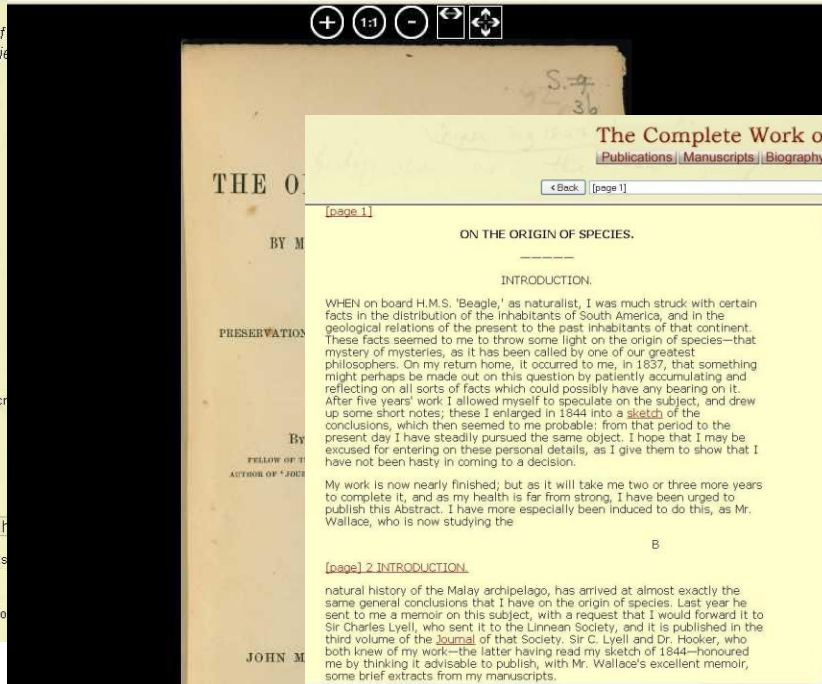 1:1
S. 9
36
THE O
BY M
PRESERVATION
BY
FELLOW OF T
AUTHOR OF 'JOUR
JOHN M
The Complete Work o
Publications Manuscripts Biography
< Back [page 1]
[page 1]
ON THE ORIGIN OF SPECIES.
INTRODUCTION.
WHEN on board H.M.S. 'Beagle,' as naturalist, I was much struck with certain
facts in the distribution of the inhabitants of South America, and in the
geological relations of the present to the past inhabitants of that continent.
These facts seemed to me to throw some light on the origin of species—that
mystery of mysteries, as it has been called by one of our greatest
philosophers. On my return home, it occurred to me, in 1837, that something
might perhaps be made out on this question by patiently accumulating and
reflecting on all sorts of facts which could possibly have any bearing on it.
After five years' work I allowed myself to speculate on the subject, and drew
up some short notes; these I enlarged in 1844 into a sketch of the
conclusions, which then seemed to me probable: from that period to the
present day I have steadily pursued the same object. I hope that I may be
excused for entering on these personal details, as I give them to show that I
have not been hasty in coming to a decision.
My work is now nearly finished; but as it will take me two or three more years
to complete it, and as my health is far from strong, I have been urged to
publish this Abstract. I have more especially been induced to do this, as Mr.
Wallace, who is now studying the
B
[page] 2 INTRODUCTION.
natural history of the Malay archipelago, has arrived at almost exactly the
same general conclusions that I have on the origin of species. Last year he
sent to me a memoir on this subject, with a request that I would forward it to
Sir Charles Lyell, who sent it to the Linnean Society, and it is published in the
third volume of the Journal of that Society. Sir C. Lyell and Dr. Hooker, who
both knew of my work—the latter having read my sketch of 1844—honoured
me by thinking it advisable to publish, with Mr. Wallace's excellent memoir,
some brief extracts from my manuscripts.